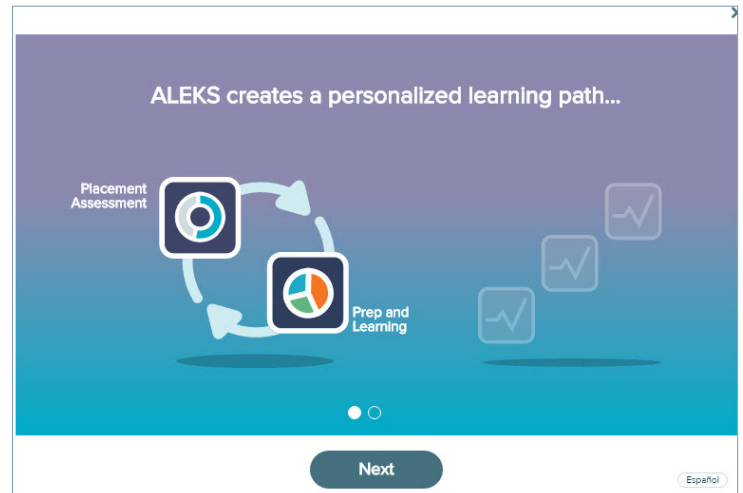 ALEKS creates a personalized learning path...
Placement
Assessment
Prep and
Learning
Next
Español